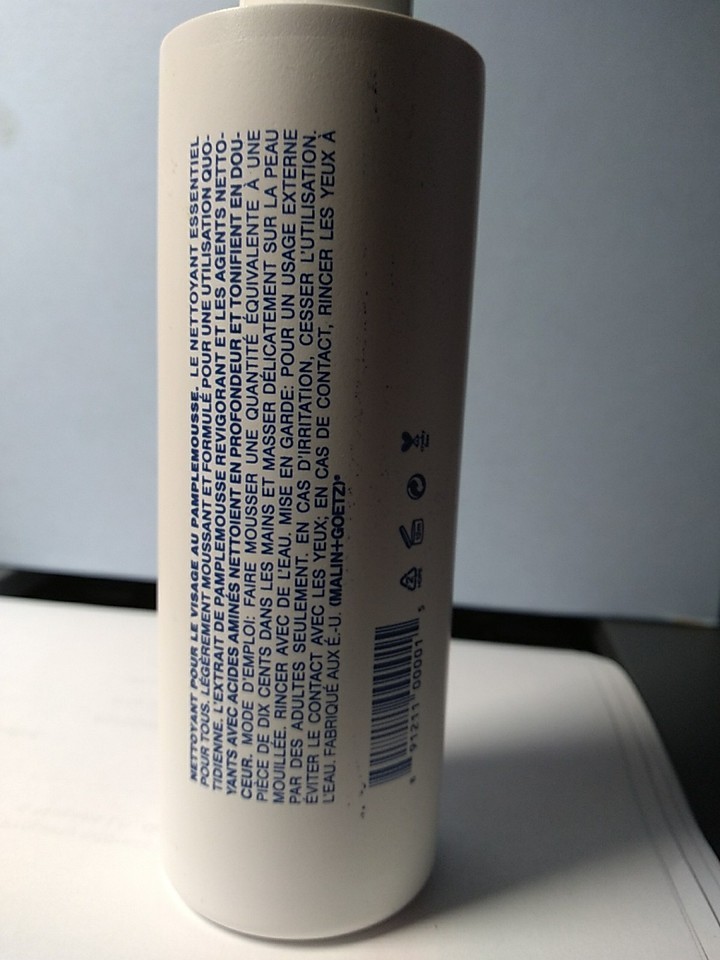 NETTOYANT POUR LE VISAGE AU PAMPLEMOUSSE. LE NETTOYANT ESSENTIEL
POUR TOUS. LÉGÈREMENT MOUSSANT ET FORMULÉ POUR UNE UTILISATION QUO-
TIDIENNE. L'EXTRAIT DE PAMPLEMOUSSE REVIGORANT ET LES AGENTS NETTO-
YANTS AVEC ACIDES AMINÉS NETTOIENT EN PROFONDEUR ET TONIFIENT EN DOU-
CEUR. MODE D'EMPLOI: FAIRE MOUSSER UNE QUANTITÉ ÉQUIVALENTE À UNE
PIÈCE DE DIX CENTS DANS LES MAINS ET MASSER DÉLICATEMENT SUR LA PEAU
MOUILLÉE. RINCER AVEC DE L'EAU. MISE EN GARDE: POUR UN USAGE EXTERNE
PAR DES ADULTES SEULEMENT. EN CAS D'IRRITATION, CESSER L'UTILISATION.
ÉVITER LE CONTACT AVEC LES YEUX; EN CAS DE CONTACT, RINCER LES YEUX À
L'EAU. FABRIQUÉ AUX É.-U. (MALIN+GOETZ)®
8 91211 00001 5